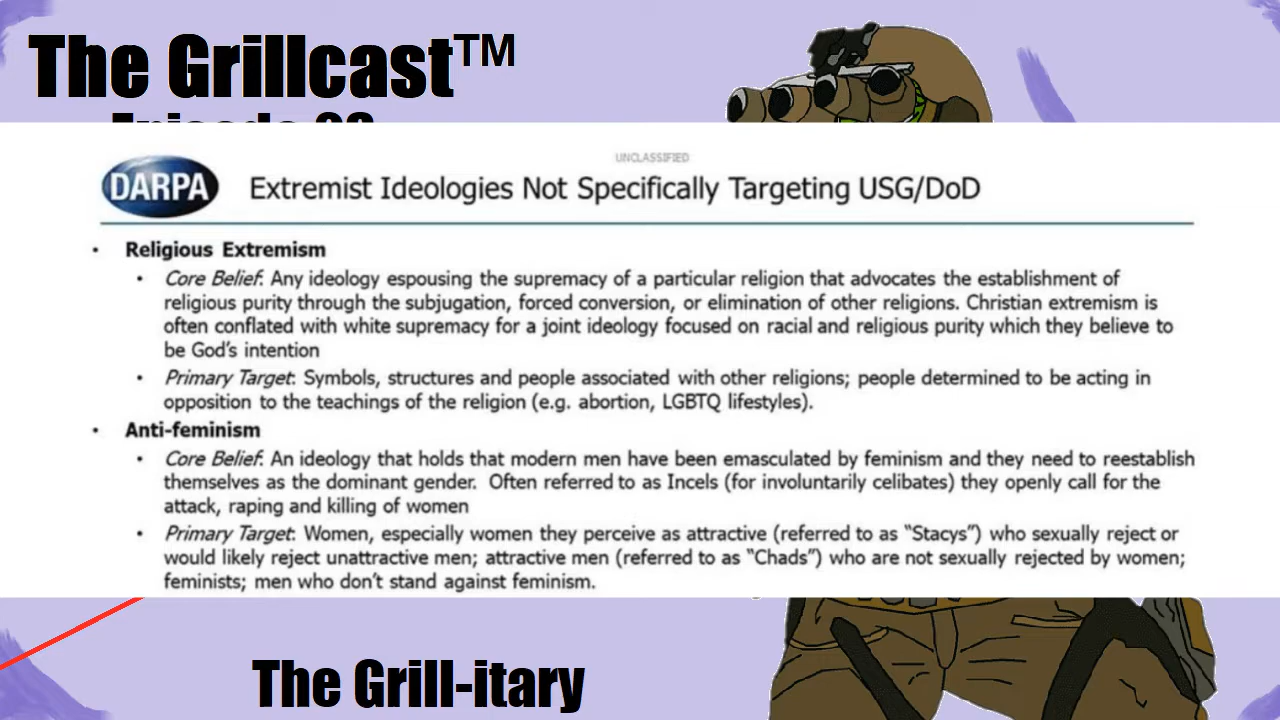 The Grillcast™
UNCLASSIFIED
DARPA
Extremist Ideologies Not Specifically Targeting USG/DoD
• Religious Extremism
• Core Belief: Any ideology espousing the supremacy of a particular religion that advocates the establishment of
religious purity through the subjugation, forced conversion, or elimination of other religions. Christian extremism is
often conflated with white supremacy for a joint ideology focused on racial and religious purity which they believe to
be God's intention
• Primary Target: Symbols, structures and people associated with other religions; people determined to be acting in
opposition to the teachings of the religion (e.g. abortion, LGBTQ lifestyles).
• Anti-feminism
• Core Belief: An ideology that holds that modern men have been emasculated by feminism and they need to reestablish
themselves as the dominant gender. Often referred to as Incels (for involuntarily celibates) they openly call for the
attack, raping and killing of women
• Primary Target: Women, especially women they perceive as attractive (referred to as "Stacys") who sexually reject or
would likely reject unattractive men; attractive men (referred to as "Chads") who are not sexually rejected by women;
feminists; men who don't stand against feminism.
The Grill-itary